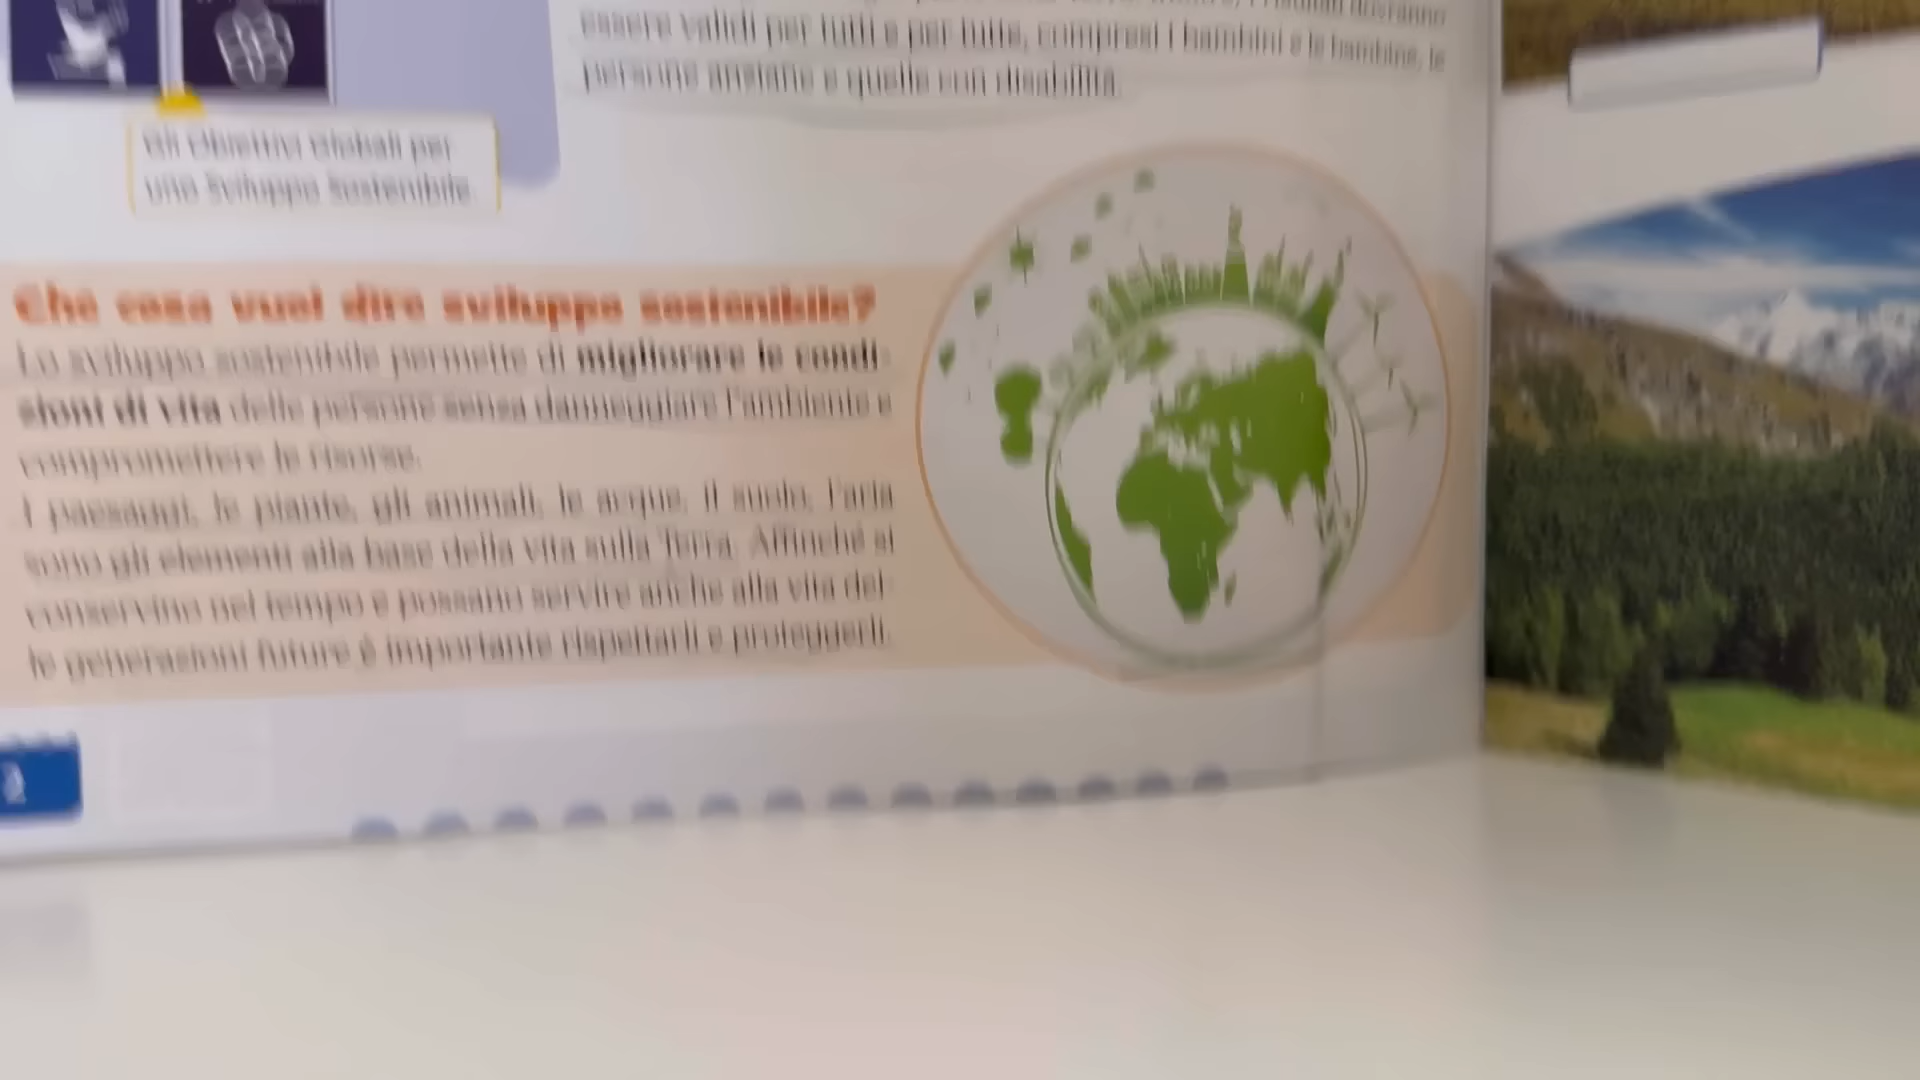 essere validi per tutti e per tutte, compresi i bambini e le bambine, le
persone anziane e quelle con disabilità.
Gli Obiettivi Globali per
uno Sviluppo Sostenibile.
Che cosa vuol dire sviluppo sostenibile?
Lo sviluppo sostenibile permette di migliorare le condi-
zioni di vita delle persone senza danneggiare l'ambiente e
compromettere le risorse.
I paesaggi, le piante, gli animali, le acque, il suolo, l'aria
sono gli elementi alla base della vita sulla Terra. Affinché si
conservino nel tempo e possano servire anche alla vita del-
le generazioni future è importante rispettarli e proteggerli.